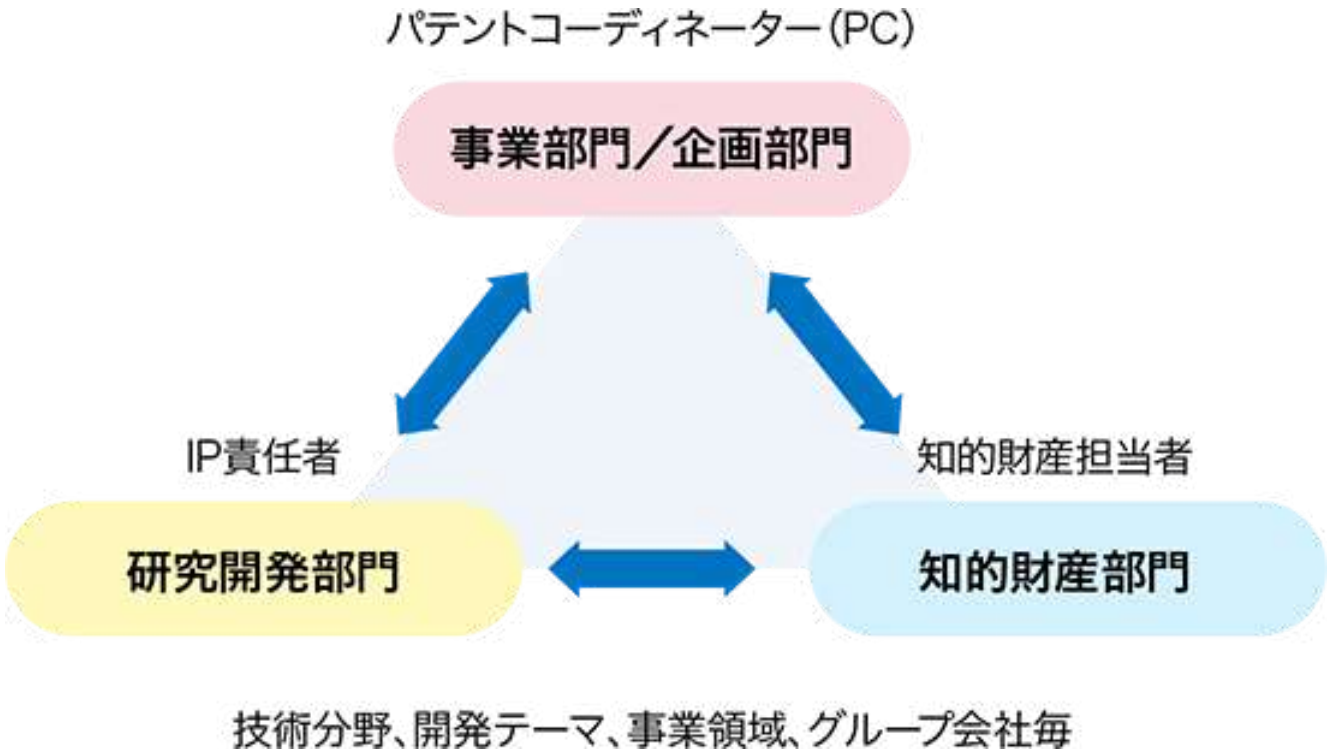 パテントコーディネーター(PC)
事業部門／企画部門
IP責任者
知的財産担当者
研究開発部門
知的財産部門
技術分野、開発テーマ、事業領域、グループ会社毎